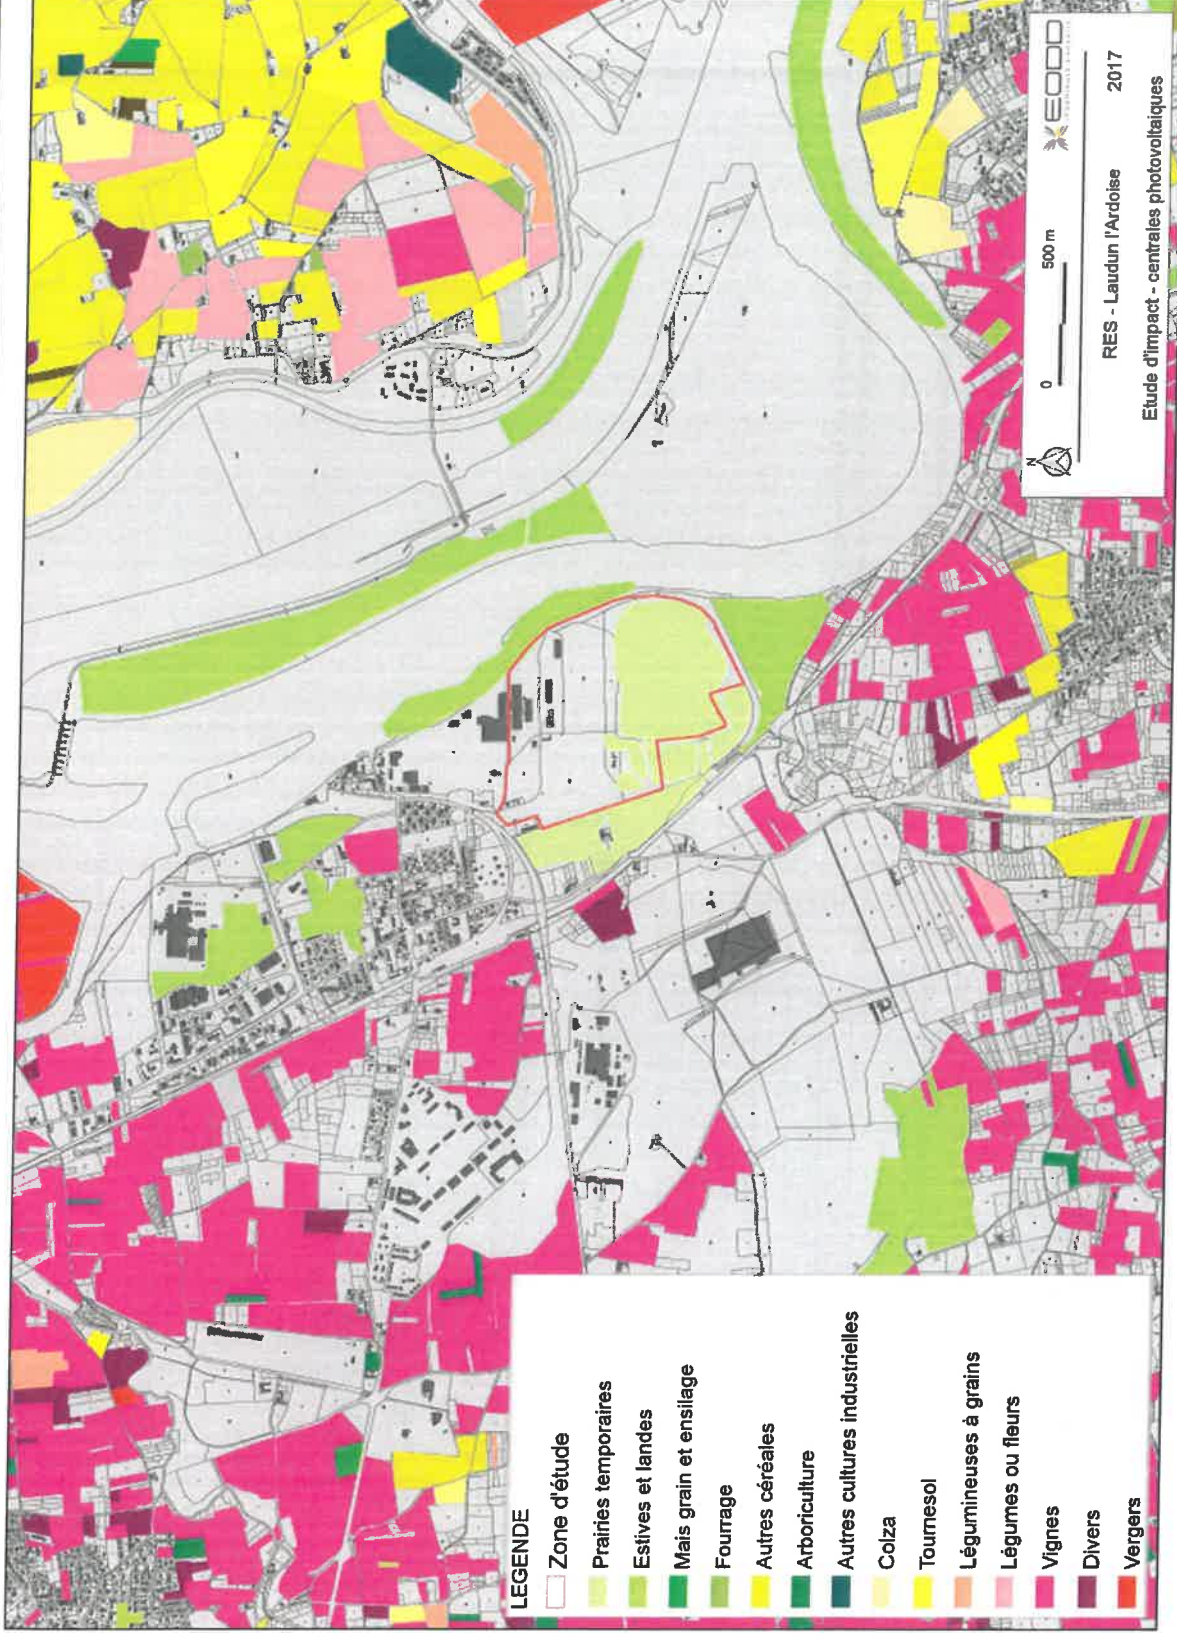 LEGENDE
Zone d'étude
Prairies temporaires
Estives et landes
Mais grain et ensilage
Fourrage
Autres céréales
Arboriculture
Autres cultures industrielles
Colza
Tournesol
Légumineuses à grains
Légumes ou fleurs
Vignes
Divers
Vergers
N
0 500 m
EODD
RES - Laudun l'Ardoise 2017
Etude d'impact - centrales photovoltaiques